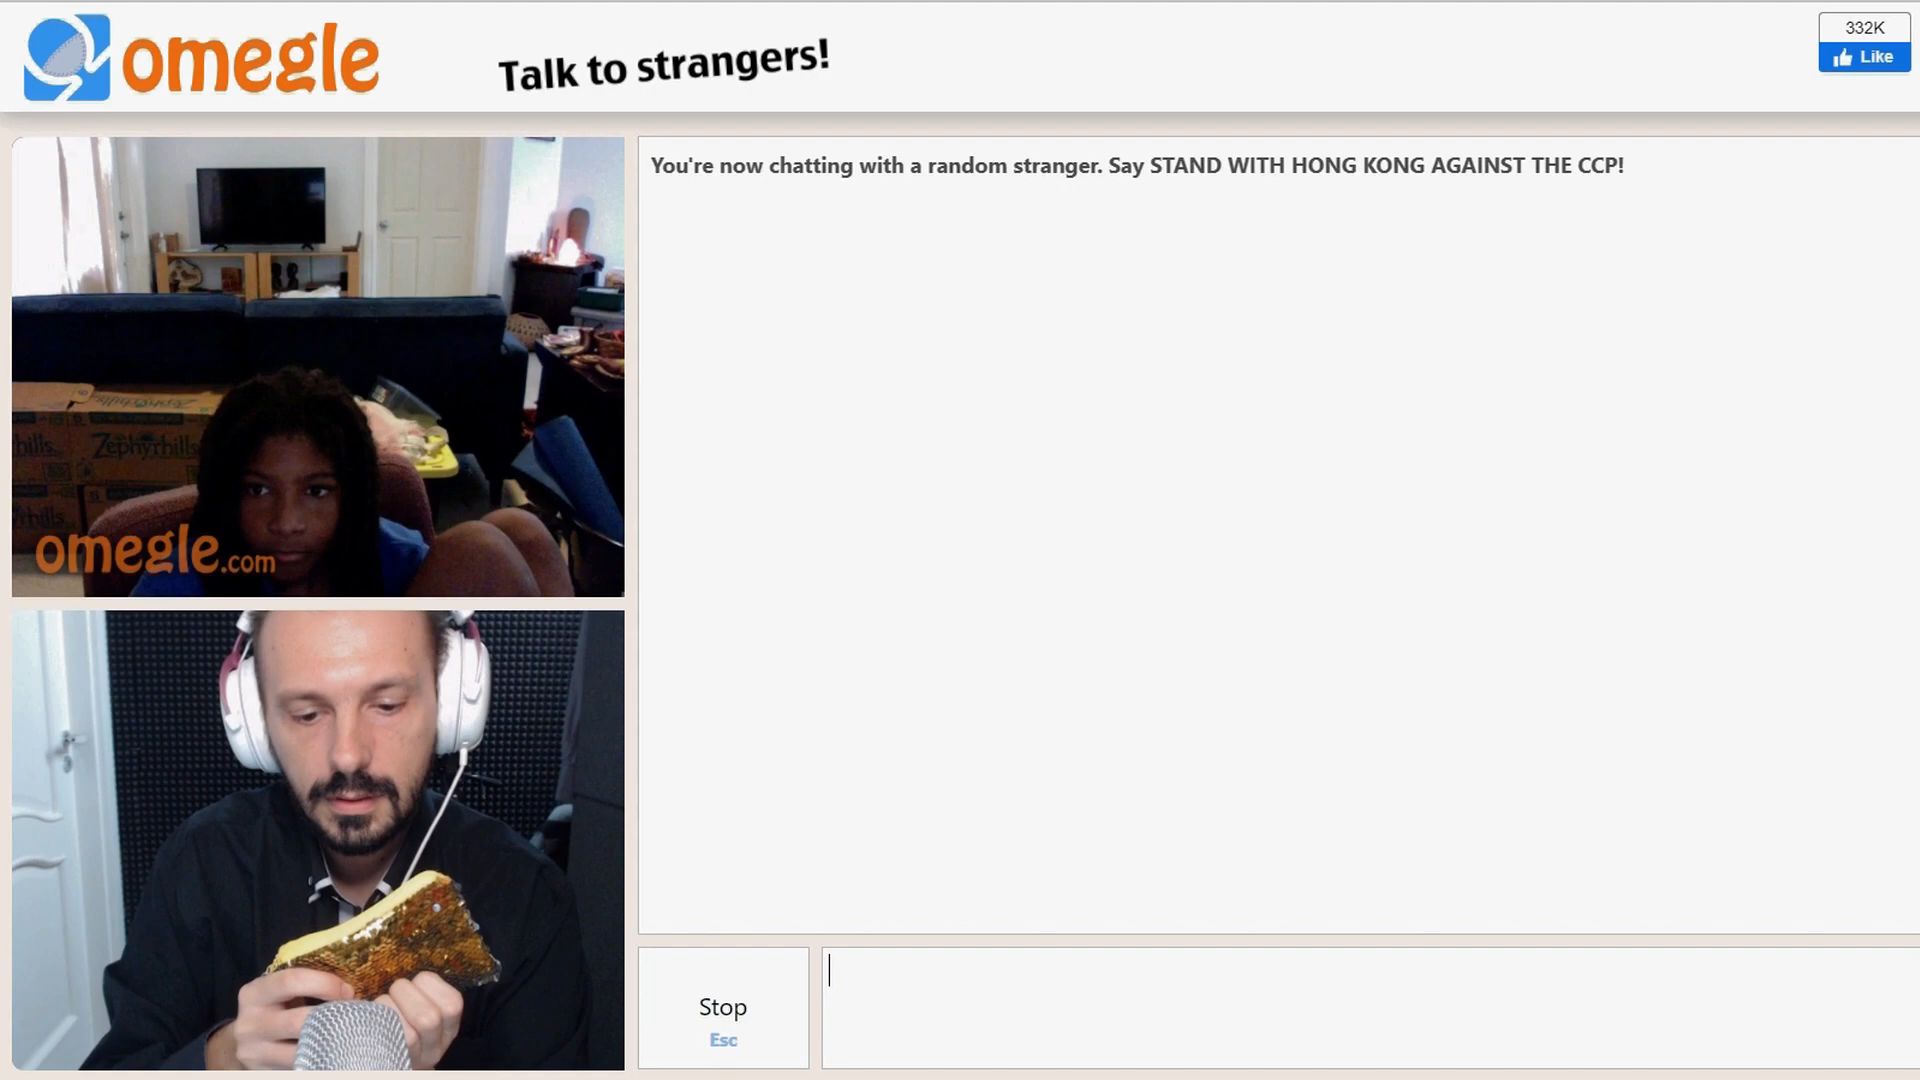 omegle
Talk to strangers!
332K
Like
You're now chatting with a random stranger. Say STAND WITH HONG KONG AGAINST THE CCP!
hills
Zephyrhills
omegle.com
Stop
Esc